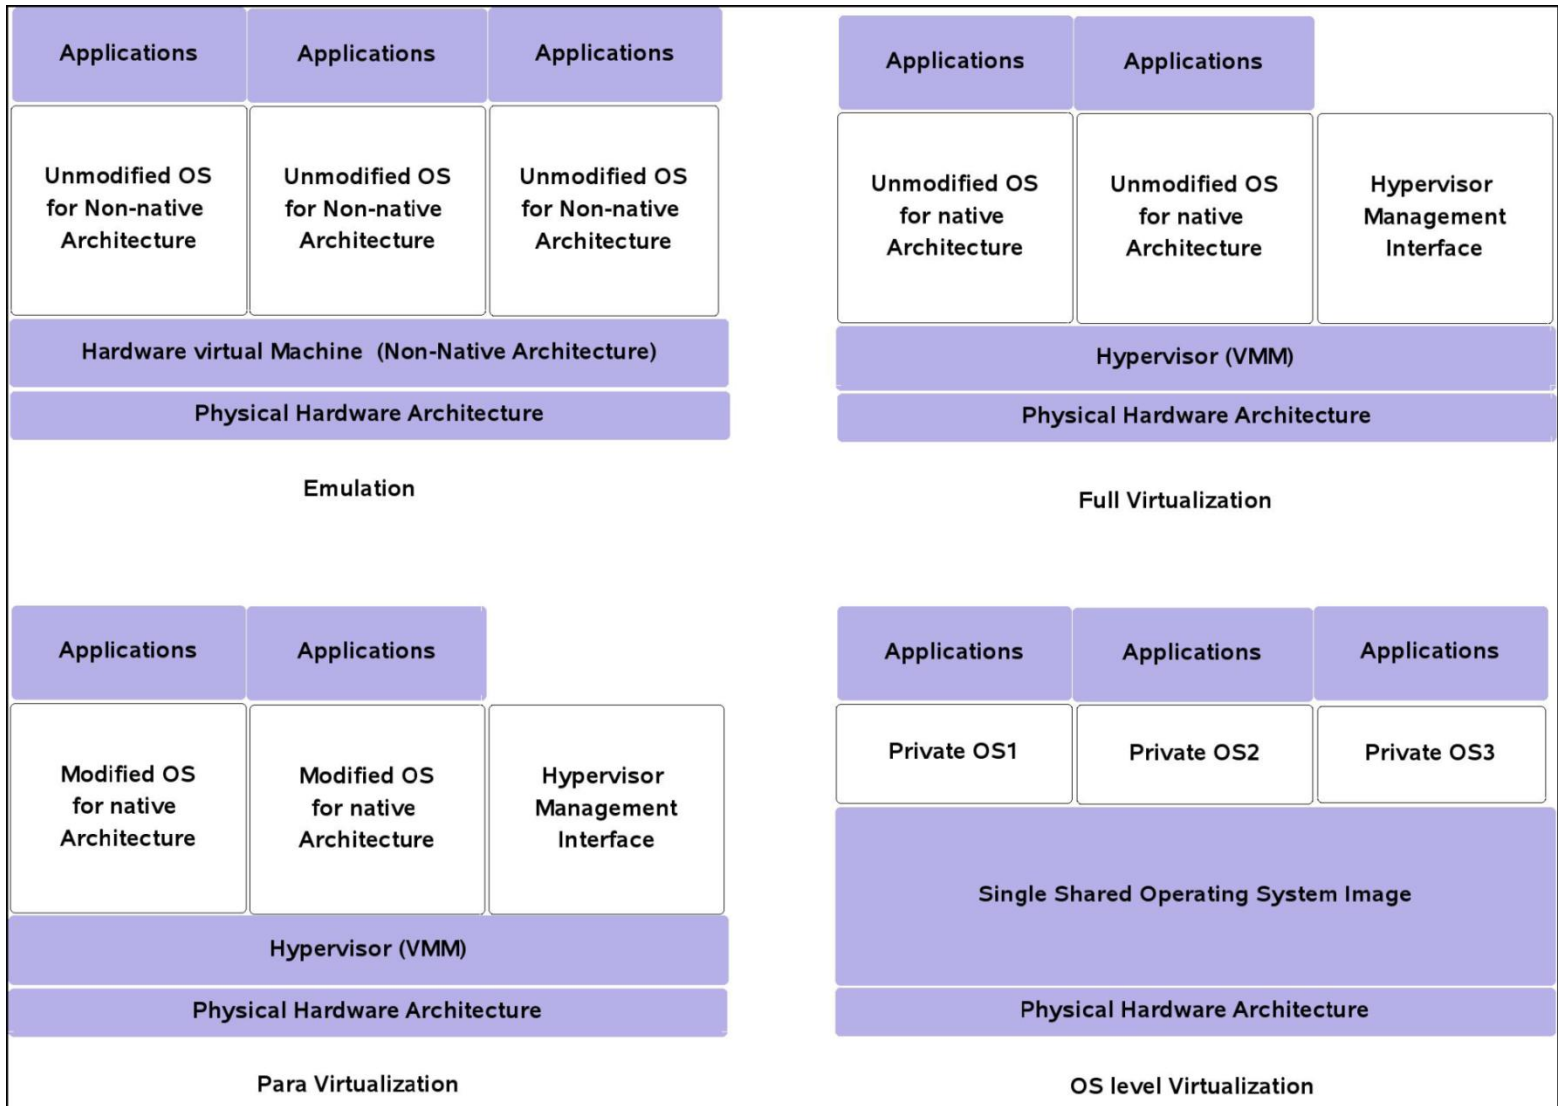 Applications
Applications
Applications
Unmodified OS
for Non-native
Architecture
Unmodified OS
for Non-native
Architecture
Unmodified OS
for Non-native
Architecture
Hardware virtual Machine (Non-Native Architecture)
Physical Hardware Architecture
Emulation
Applications
Applications
Unmodified OS
for native
Architecture
Unmodified OS
for native
Architecture
Hypervisor
Management
Interface
Hypervisor (VMM)
Physical Hardware Architecture
Full Virtualization
Applications
Applications
Modified OS
for native
Architecture
Modified OS
for native
Architecture
Hypervisor
Management
Interface
Hypervisor (VMM)
Physical Hardware Architecture
Para Virtualization
Applications
Applications
Applications
Private OS1
Private OS2
Private OS3
Single Shared Operating System Image
Physical Hardware Architecture
OS level Virtualization